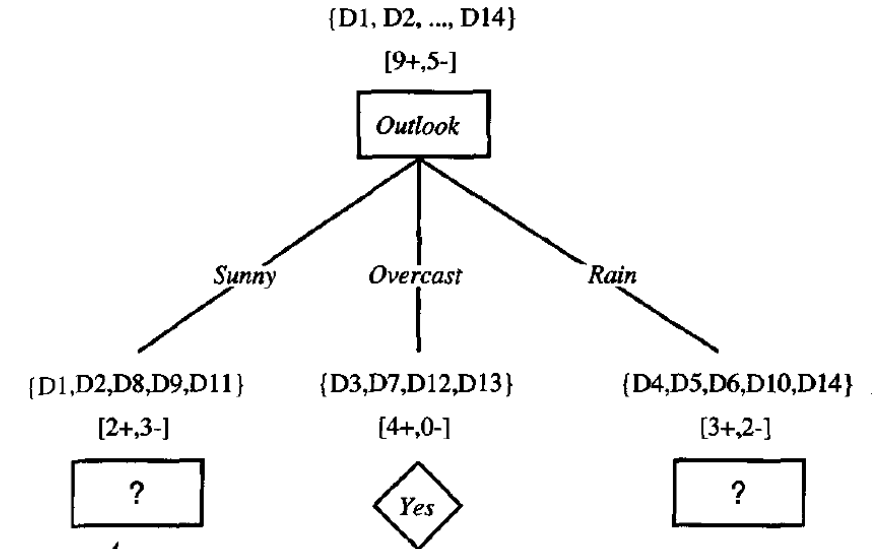 {D1, D2, ..., D14}
[9+,5-]
Outlook
Sunny Overcast Rain
{D1,D2,D8,D9,D11} {D3,D7,D12,D13} {D4,D5,D6,D10,D14}
[2+,3-] [4+,0-] [3+,2-]
? Yes ?